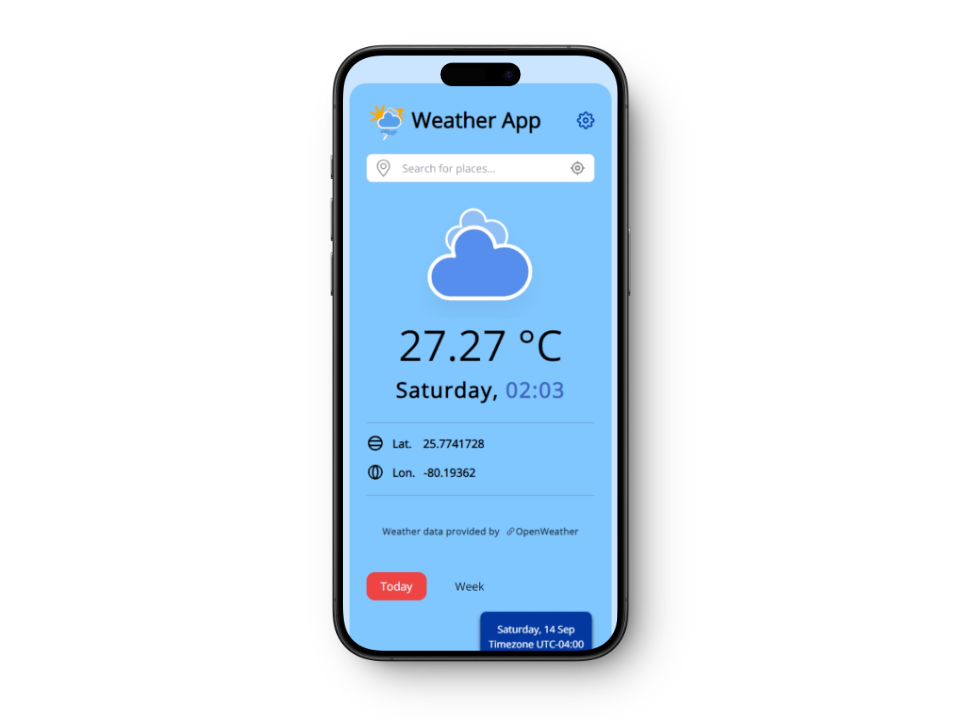 Weather App
Search for places...
27.27 °C
Saturday, 02:03
Lat. 25.7741728
Lon. -80.19362
Weather data provided by OpenWeather
Today Week
Saturday, 14 Sep
Timezone UTC-04:00